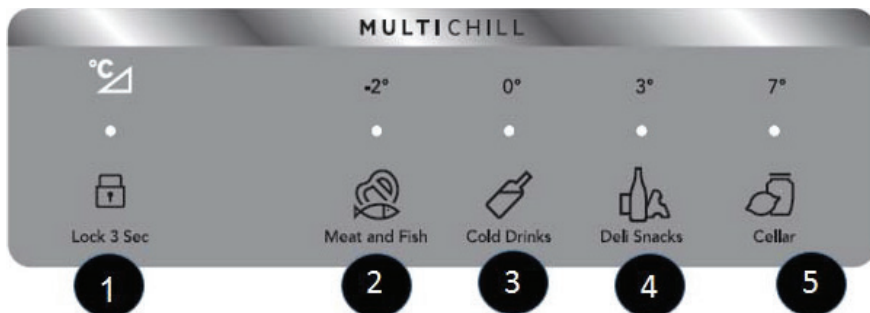 MULTICHILL
°C -2° 0° 3° 7°
Lock 3 Sec Meat and Fish Cold Drinks Deli Snacks Cellar
1 2 3 4 5